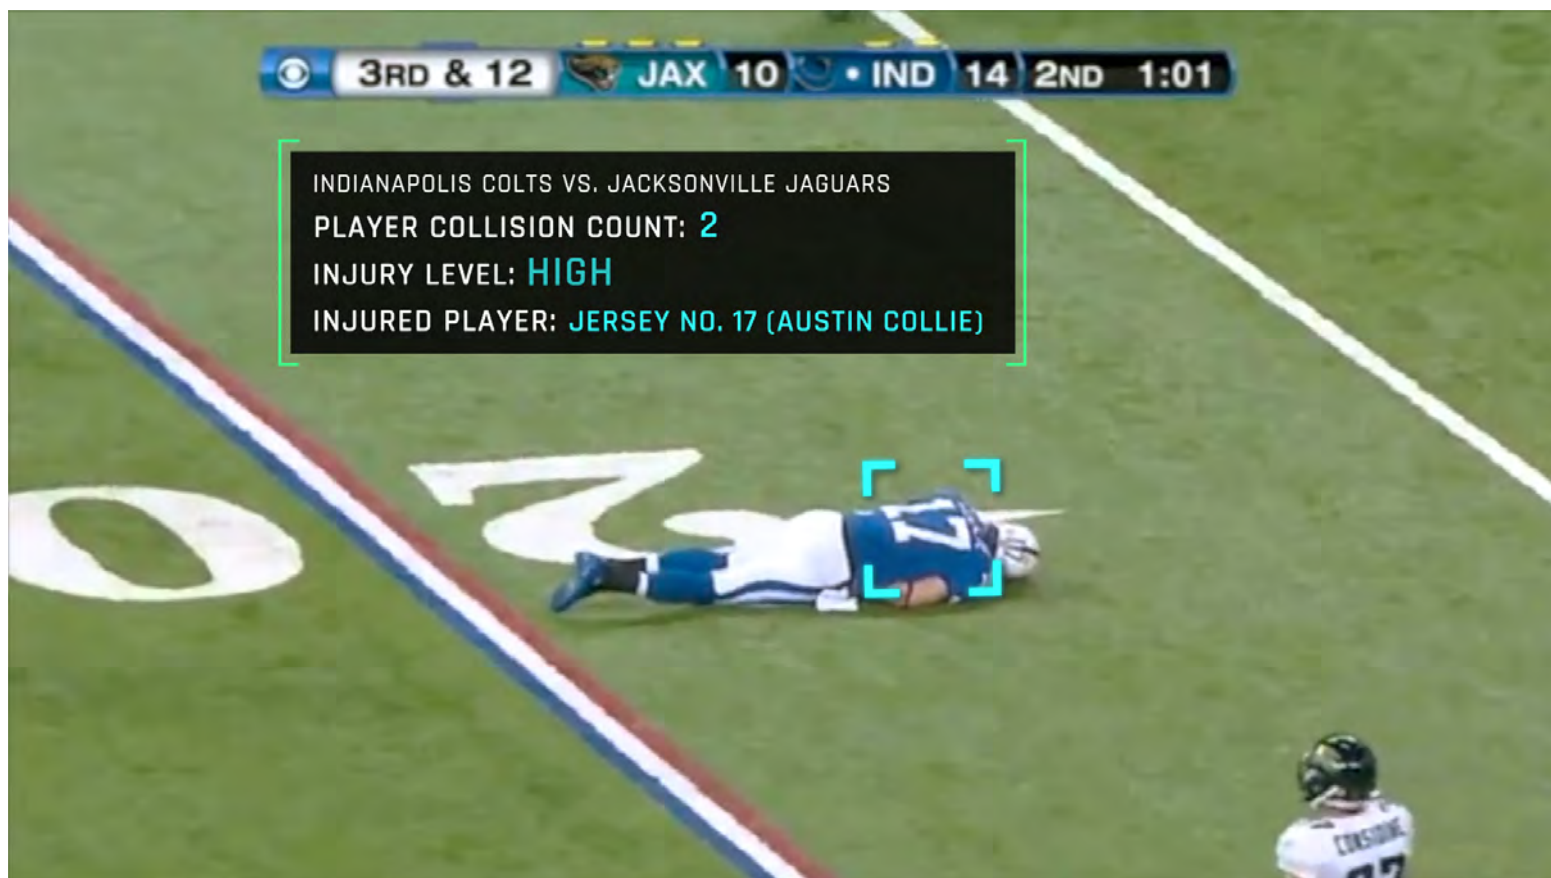 3RD & 12 JAX 10 IND 14 2ND 1:01
INDIANAPOLIS COLTS VS. JACKSONVILLE JAGUARS
PLAYER COLLISION COUNT: 2
INJURY LEVEL: HIGH
INJURED PLAYER: JERSEY NO. 17 (AUSTIN COLLIE)
20
17
CONSIDINE